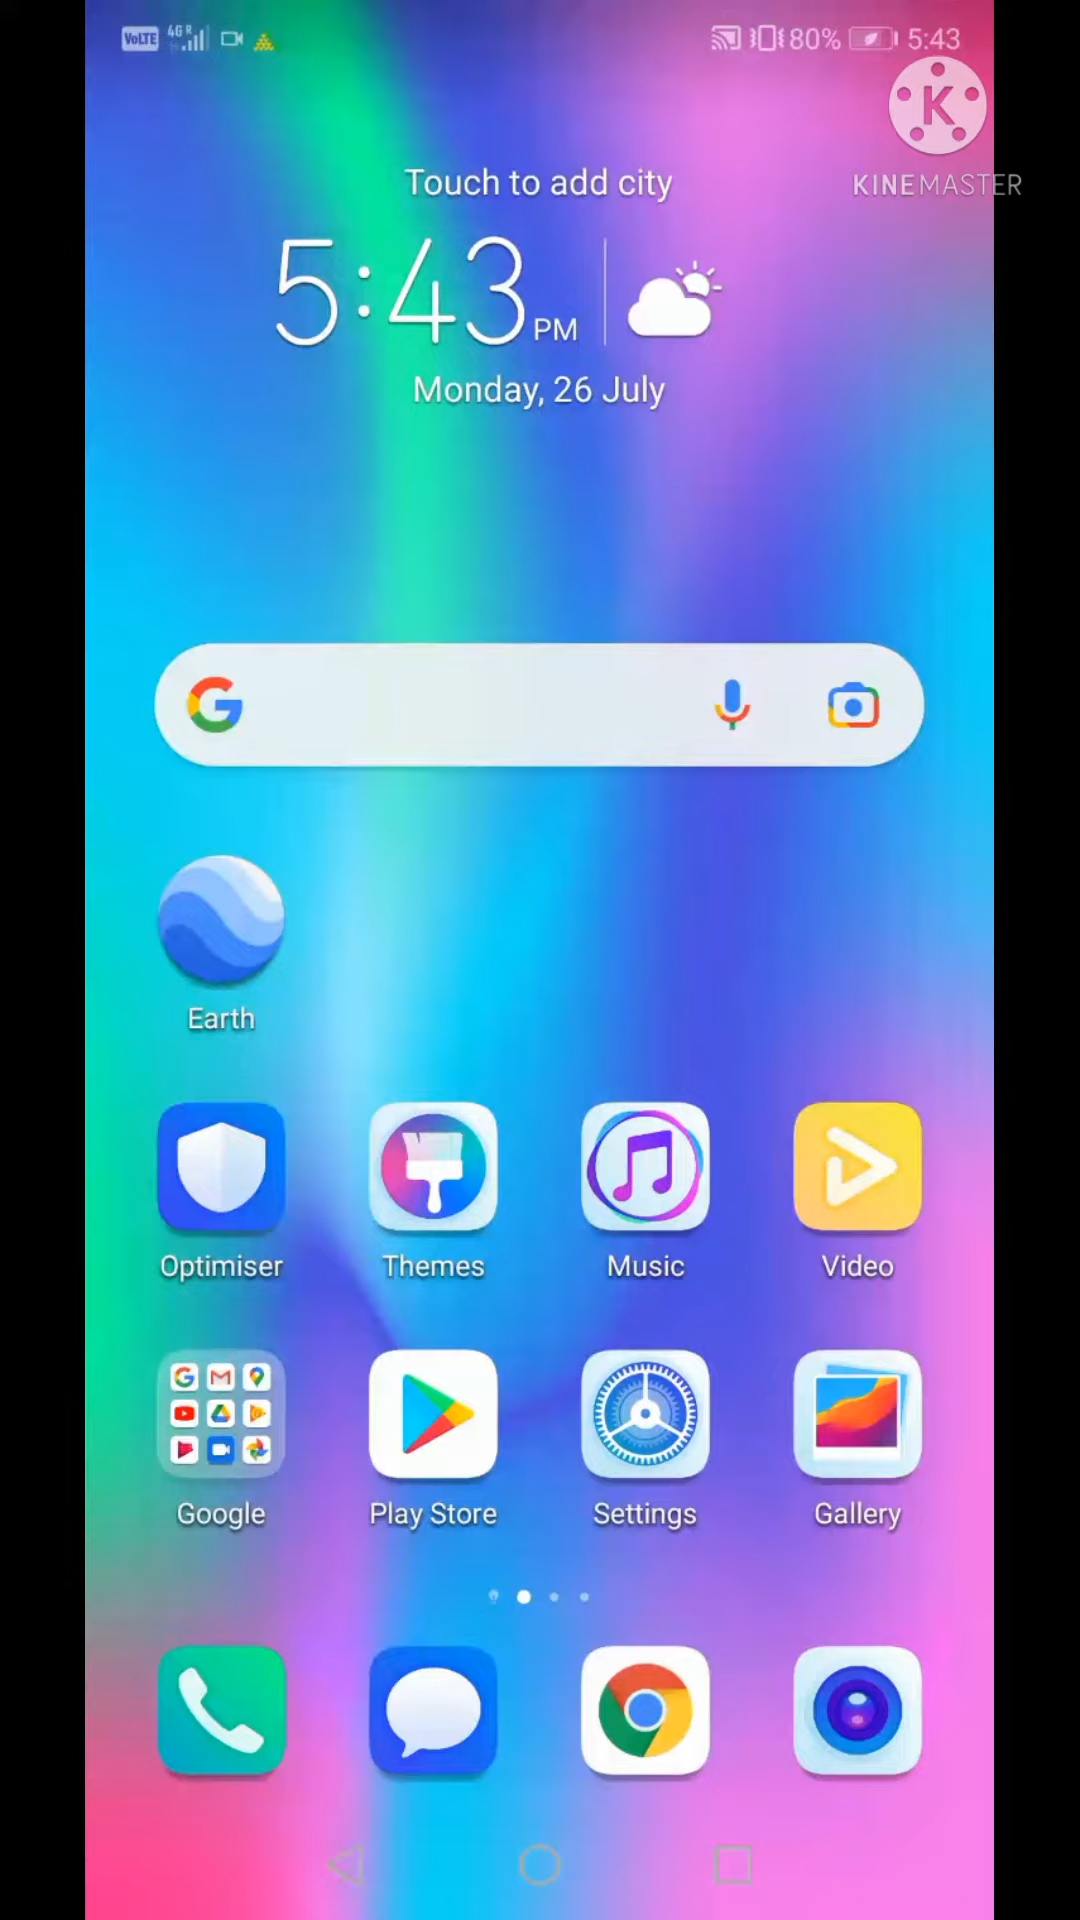 VoLTE 4G R 80% 5:43
K
KINEMASTER
Touch to add city
5:43 PM
Monday, 26 July
Earth
Optimiser Themes Music Video
Google Play Store Settings Gallery